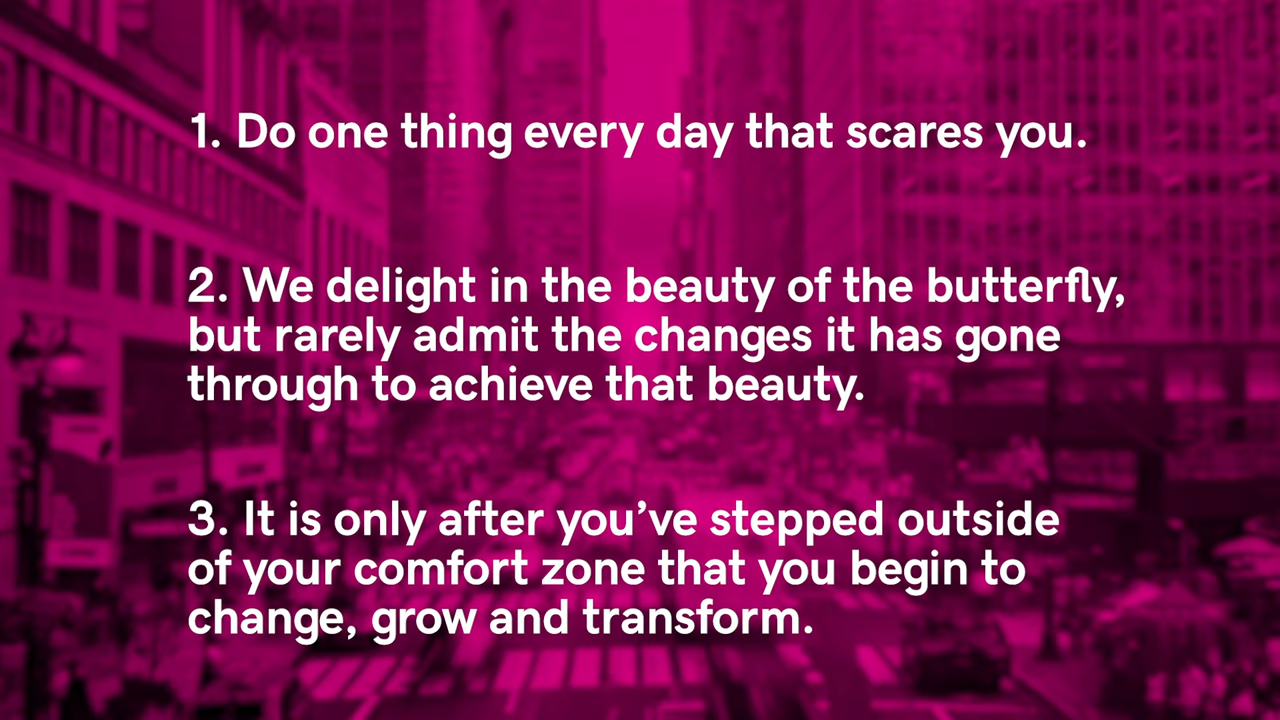 1. Do one thing every day that scares you.
2. We delight in the beauty of the butterfly,
but rarely admit the changes it has gone
through to achieve that beauty.
3. It is only after you’ve stepped outside
of your comfort zone that you begin to
change, grow and transform.